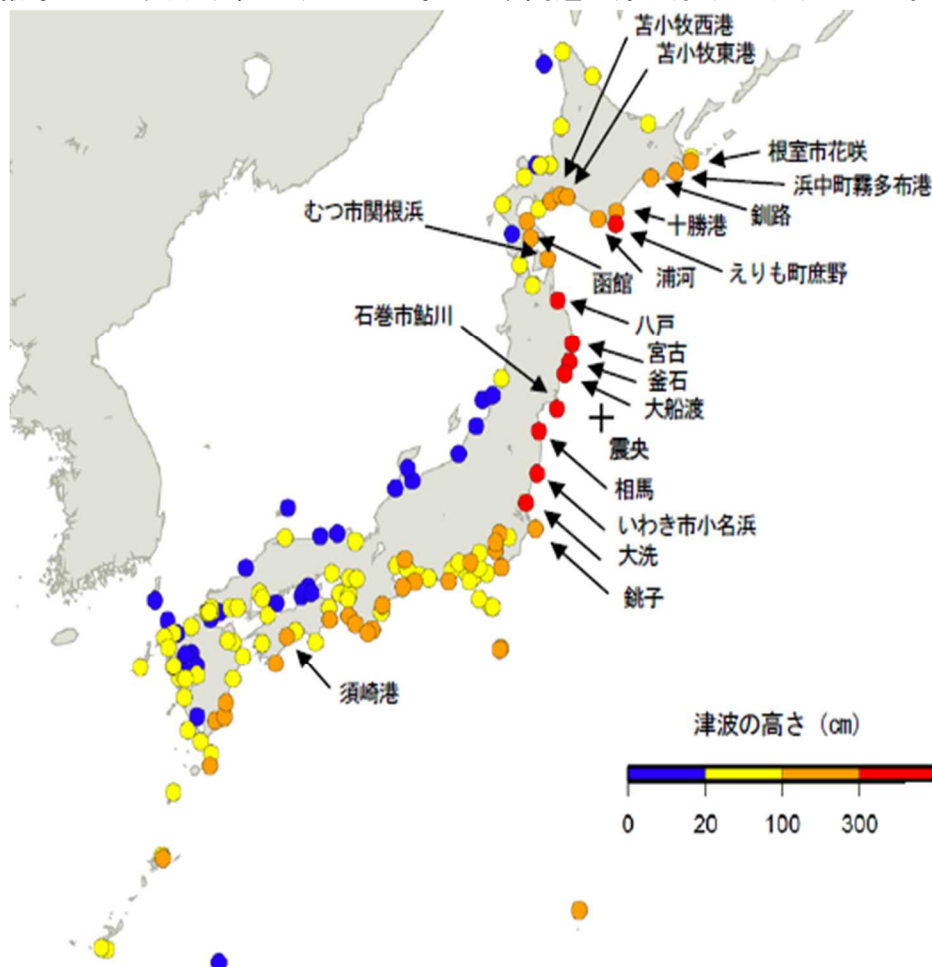 苫小牧西港
苫小牧東港
根室市花咲
浜中町霧多布港
釧路
むつ市関根浜
十勝港
函館
浦河
えりも町庶野
石巻市鮎川
八戸
宮古
釜石
大船渡
震央
相馬
いわき市小名浜
大洗
銚子
須崎港
津波の高さ（㎝）
0 20 100 300